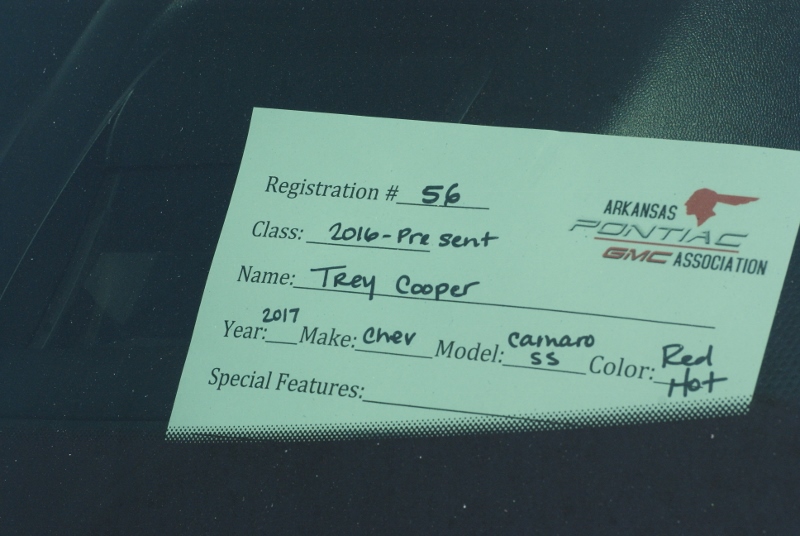 Registration # 56
ARKANSAS
PONTIAC
GMC ASSOCIATION
Class: 2016-Present
Name: Trey Cooper
Year: 2017 Make: Chev Model: Camaro SS Color: Red Hot
Special Features: